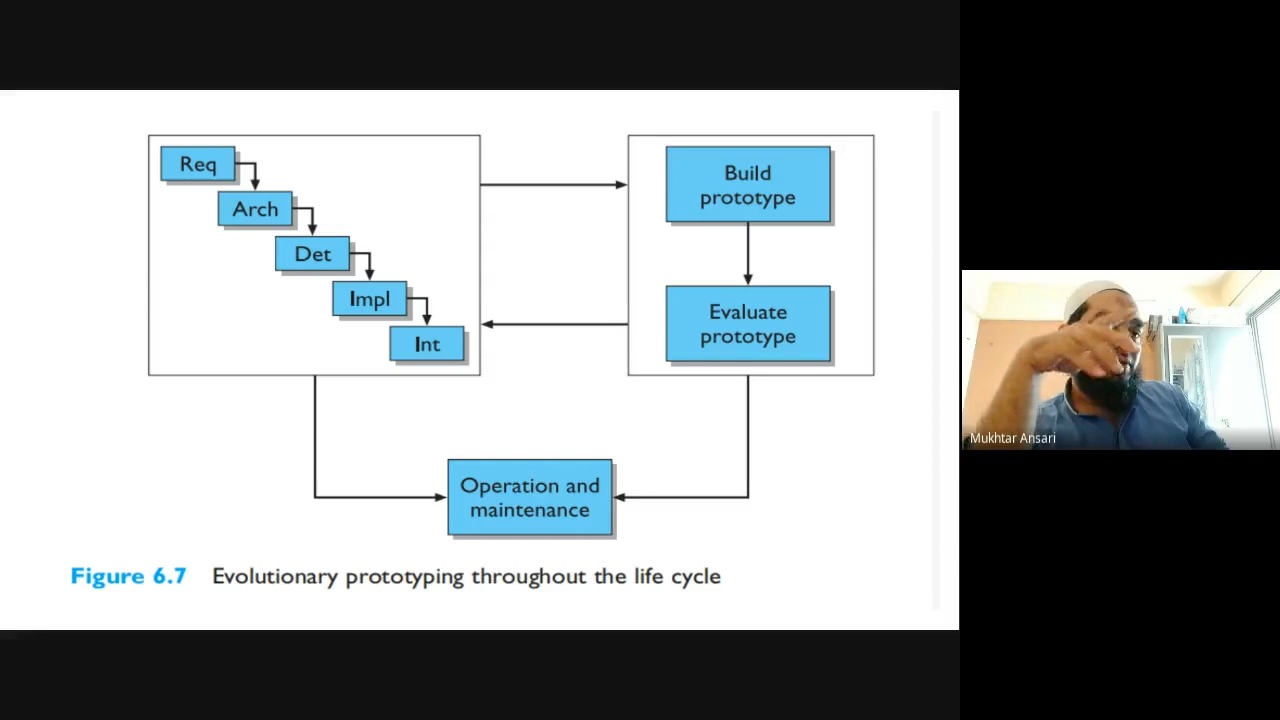 Req
Arch
Det
Impl
Int
Build
prototype
Evaluate
prototype
Operation and
maintenance
Figure 6.7 Evolutionary prototyping throughout the life cycle
Mukhtar Ansari